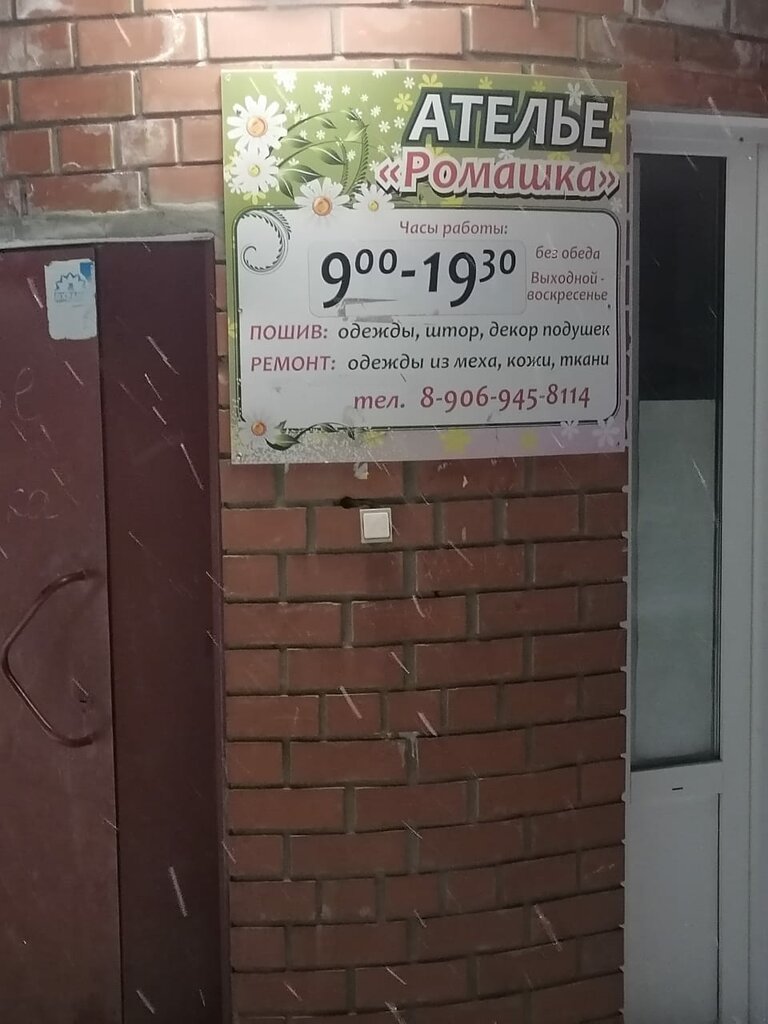 АТЕЛЬЕ
«Ромашка»
Часы работы:
9⁰⁰-19³⁰
без обеда
Выходной -
воскресенье
ПОШИВ: одежды, штор, декор подушек
РЕМОНТ: одежды из меха, кожи, ткани
тел. 8-906-945-8114